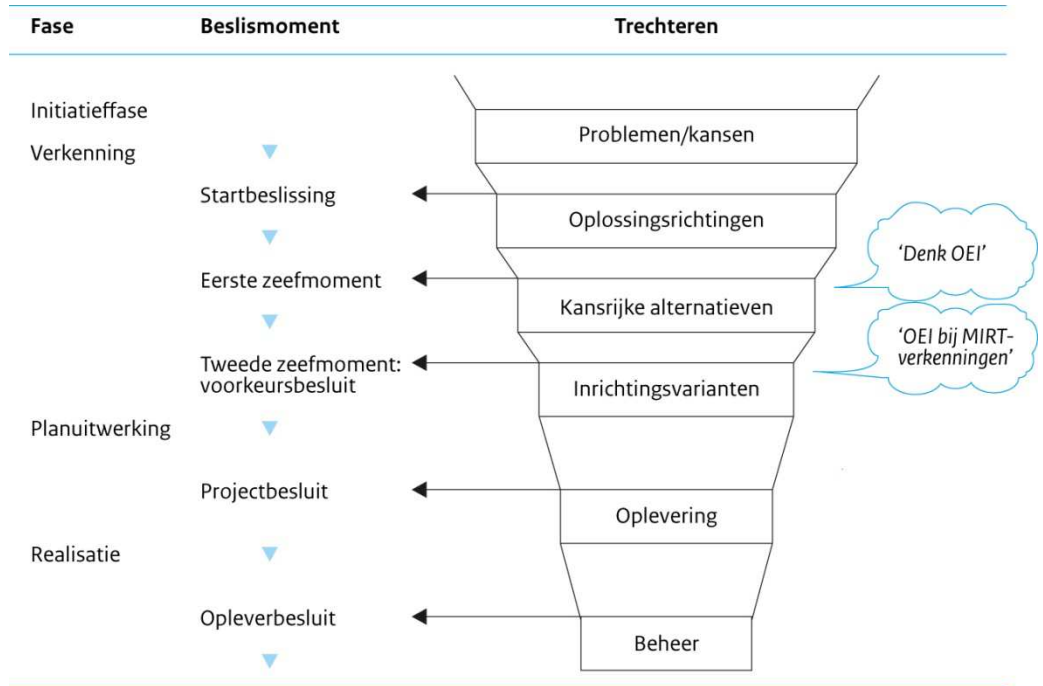 Fase Beslismoment Trechteren
Initiatieffase
Problemen/kansen
Verkenning
Startbeslissing
Oplossingsrichtingen
‘Denk OEI’
Eerste zeefmoment
Kansrijke alternatieven
‘OEI bij MIRT-
verkenningen’
Tweede zeefmoment:
voorkeursbesluit
Inrichtingsvarianten
Planuitwerking
Projectbesluit
Oplevering
Realisatie
Opleverbesluit
Beheer